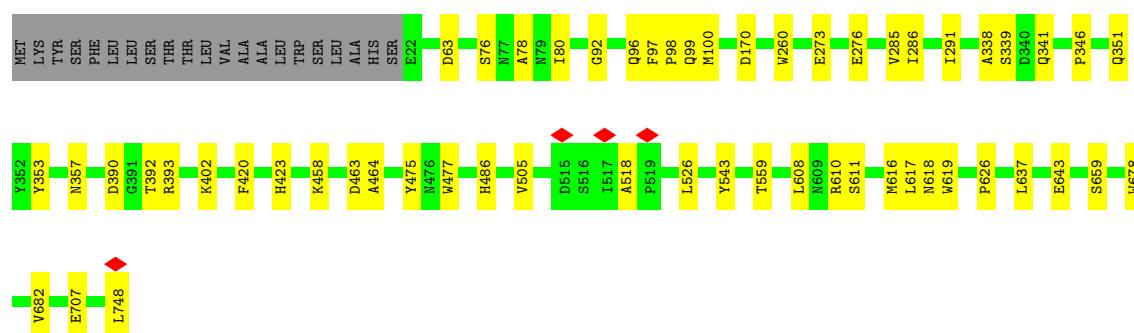 MET LYS TYR SER PHE LEU LEU SER THR THR LEU VAL ALA ALA LEU TRP SER LEU ALA HIS SER E22 D63 S76 N77 A78 N79 I80 G92 Q96 F97 P98 Q99 M100 D170 W260 E273 E276 V285 I286 I291 A338 S339 D340 Q341 P346 Q351
Y352 Y353 N357 D390 G391 T392 R393 K402 F420 H423 K458 D463 A464 Y475 N476 W477 H486 V505 D515 S516 I517 A518 P519 L526 Y543 T559 L608 N609 R610 S611 M616 L617 N618 W619 P626 L637 E643 S659 W678
V682 E707 L748